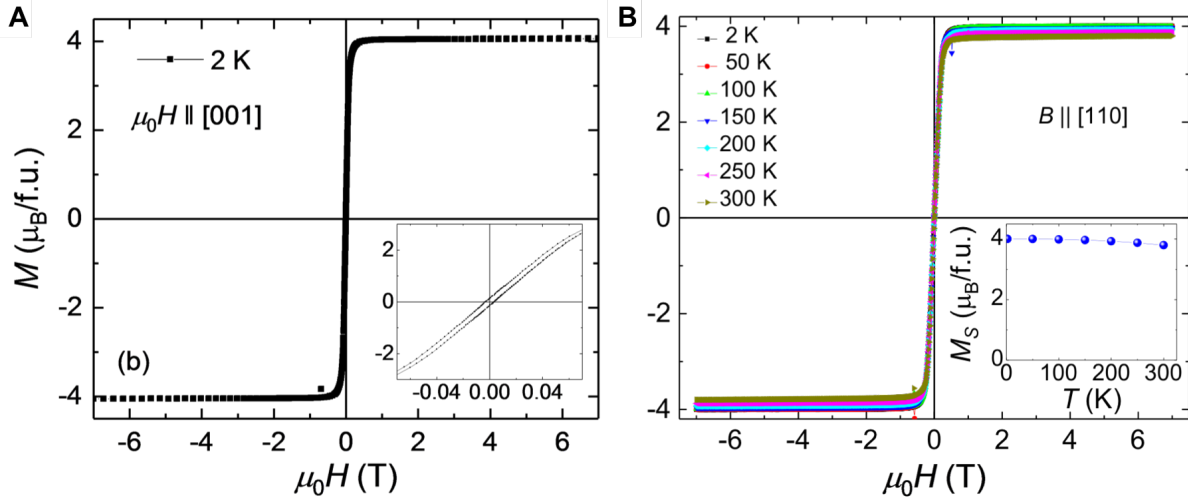 A
4
2
0
-2
-4
M (μB/f.u.)
2 K
μ0H ∥ [001]
(b)
2
0
-2
-0.04 0.00 0.04
-6 -4 -2 0 2 4 6
μ0H (T)
B
4
2
0
-2
-4
2 K
50 K
100 K
150 K
200 K
250 K
300 K
B || [110]
MS (μB/f.u.)
4
2
0
0 100 200 300
T (K)
-6 -4 -2 0 2 4 6
μ0H (T)